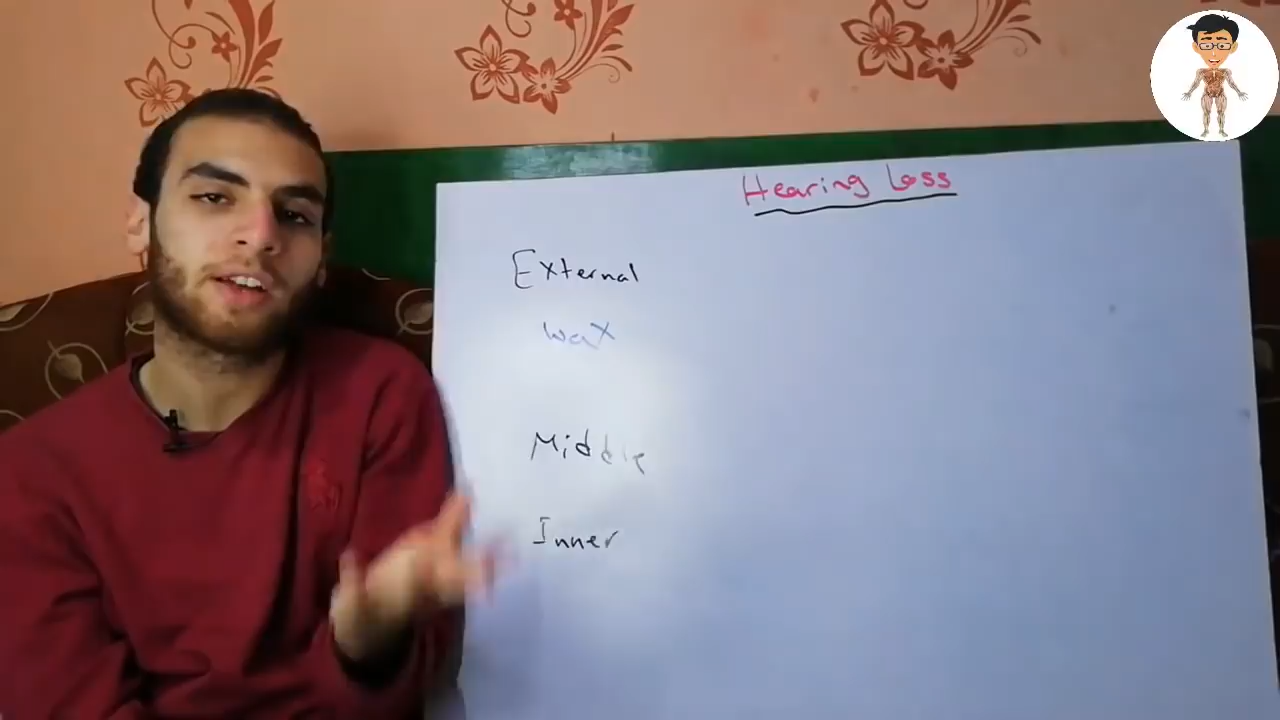 Hearing Loss
External
Wax
Middle
Inner